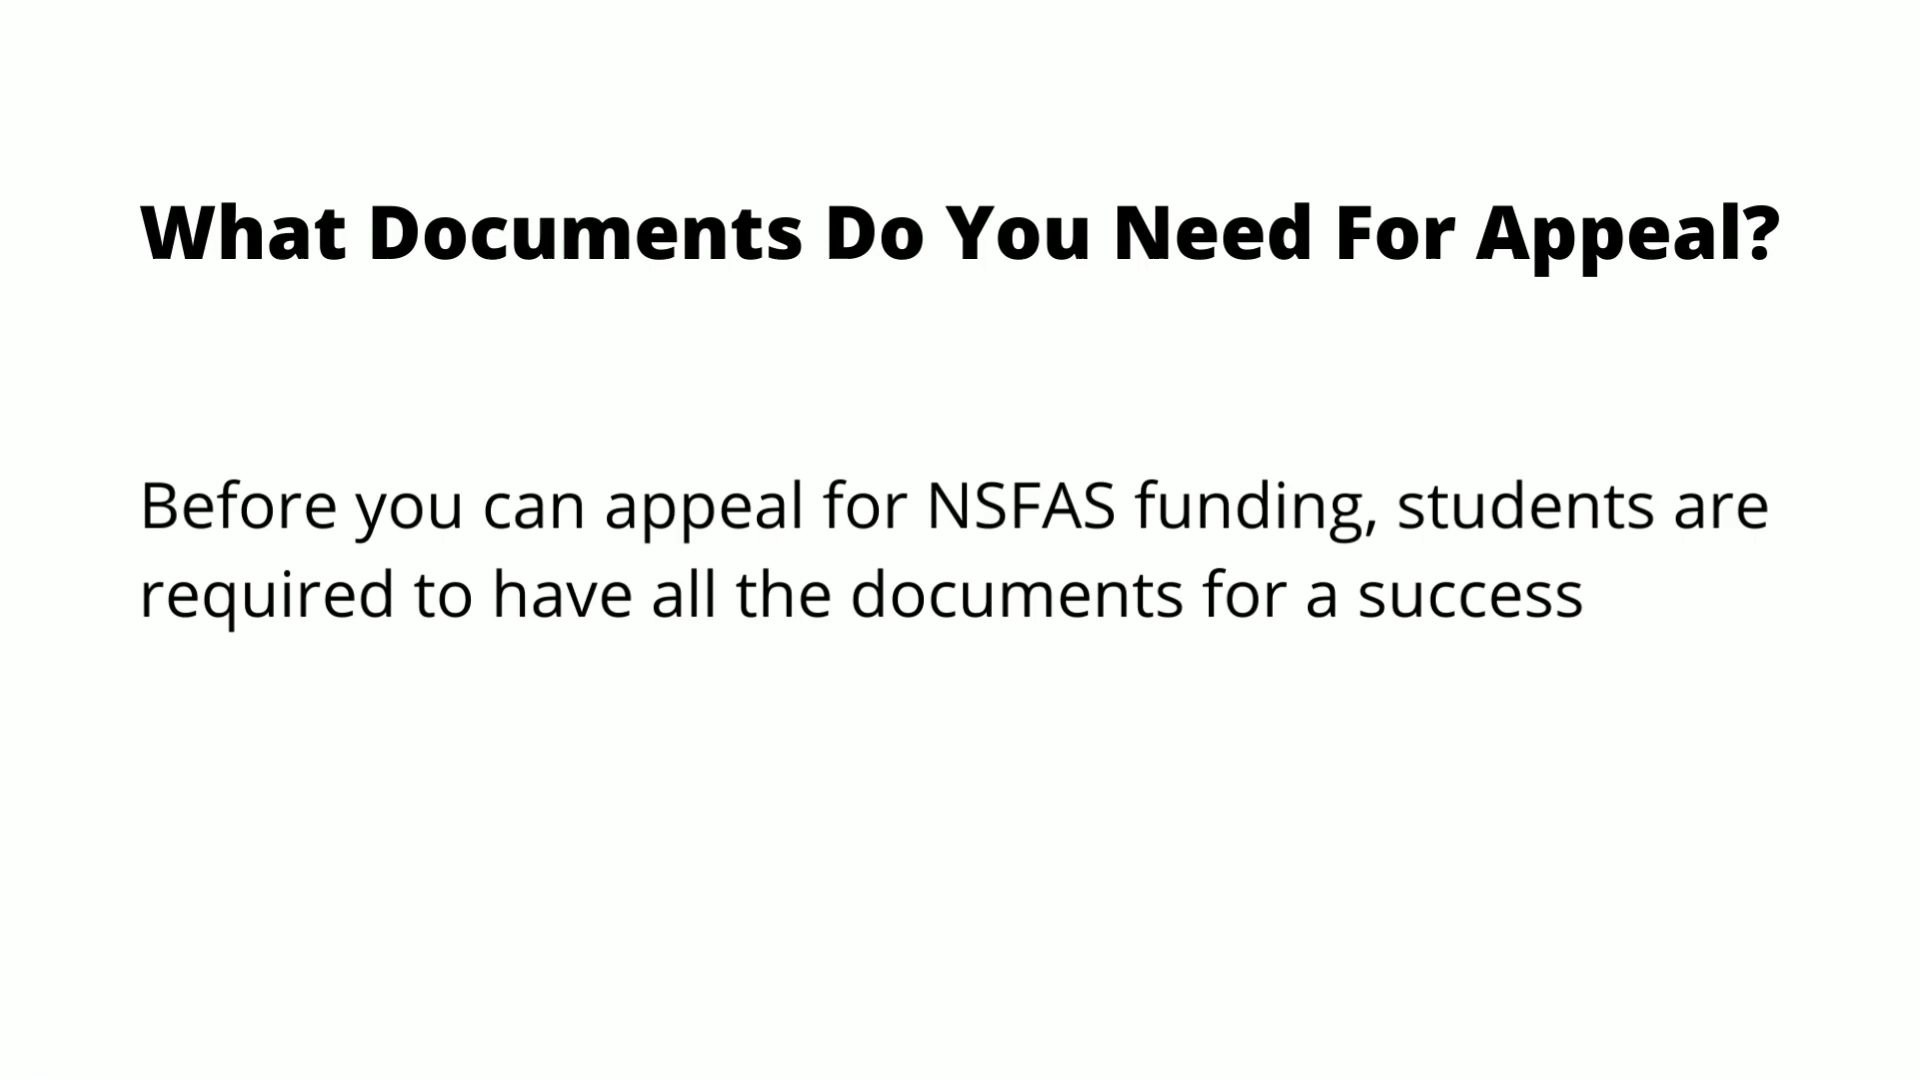 What Documents Do You Need For Appeal?
Before you can appeal for NSFAS funding, students are
required to have all the documents for a success